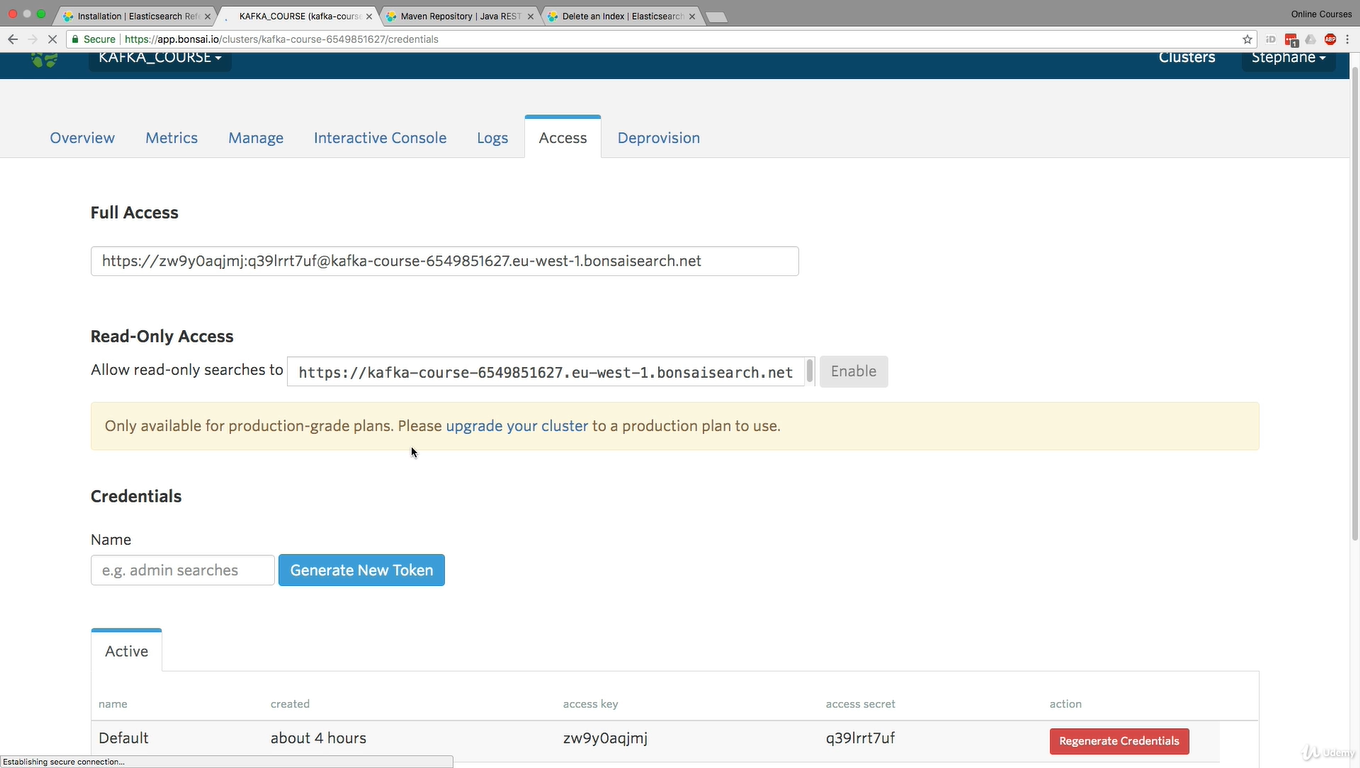 Installation | Elasticsearch Refe
KAFKA_COURSE (kafka-course
Maven Repository | Java REST
Delete an Index | Elasticsearch
Online Courses
Secure
https://app.bonsai.io/clusters/kafka-course-6549851627/credentials
KAFKA_COURSE
Clusters
Stephane
Overview
Metrics
Manage
Interactive Console
Logs
Access
Deprovision
Full Access
https://zw9y0aqjmj:q39lrrt7uf@kafka-course-6549851627.eu-west-1.bonsaisearch.net
Read-Only Access
Allow read-only searches to
https://kafka-course-6549851627.eu-west-1.bonsaisearch.net
Enable
Only available for production-grade plans. Please upgrade your cluster to a production plan to use.
Credentials
Name
e.g. admin searches
Generate New Token
Active
name created access key access secret action
Default about 4 hours zw9y0aqjmj q39lrrt7uf Regenerate Credentials
Establishing secure connection...
Udemy